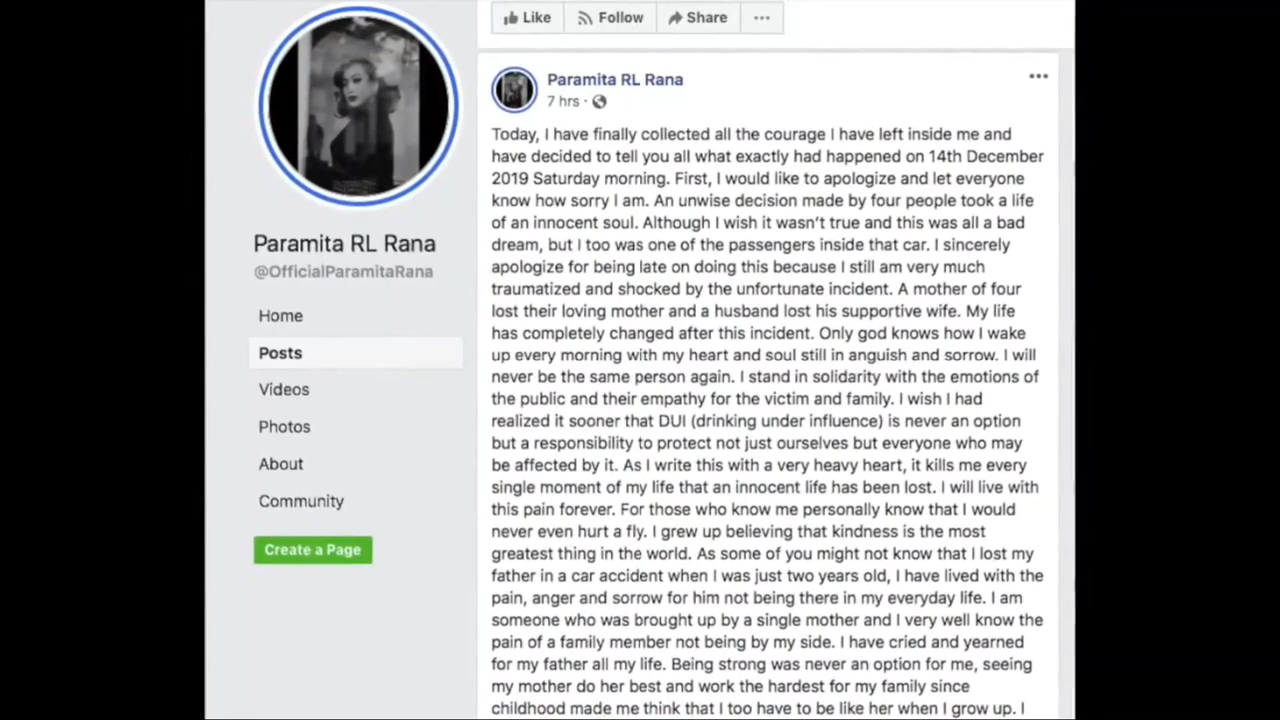 Like Follow Share ...
Paramita RL Rana
7 hrs ·
Today, I have finally collected all the courage I have left inside me and
have decided to tell you all what exactly had happened on 14th December
2019 Saturday morning. First, I would like to apologize and let everyone
know how sorry I am. An unwise decision made by four people took a life
of an innocent soul. Although I wish it wasn't true and this was all a bad
dream, but I too was one of the passengers inside that car. I sincerely
apologize for being late on doing this because I still am very much
traumatized and shocked by the unfortunate incident. A mother of four
lost their loving mother and a husband lost his supportive wife. My life
has completely changed after this incident. Only god knows how I wake
up every morning with my heart and soul still in anguish and sorrow. I will
never be the same person again. I stand in solidarity with the emotions of
the public and their empathy for the victim and family. I wish I had
realized it sooner that DUI (drinking under influence) is never an option
but a responsibility to protect not just ourselves but everyone who may
be affected by it. As I write this with a very heavy heart, it kills me every
single moment of my life that an innocent life has been lost. I will live with
this pain forever. For those who know me personally know that I would
never even hurt a fly. I grew up believing that kindness is the most
greatest thing in the world. As some of you might not know that I lost my
father in a car accident when I was just two years old, I have lived with the
pain, anger and sorrow for him not being there in my everyday life. I am
someone who was brought up by a single mother and I very well know the
pain of a family member not being by my side. I have cried and yearned
for my father all my life. Being strong was never an option for me, seeing
my mother do her best and work the hardest for my family since
childhood made me think that I too have to be like her when I grow up. I
Paramita RL Rana
@OfficialParamitaRana
Home
Posts
Videos
Photos
About
Community
Create a Page